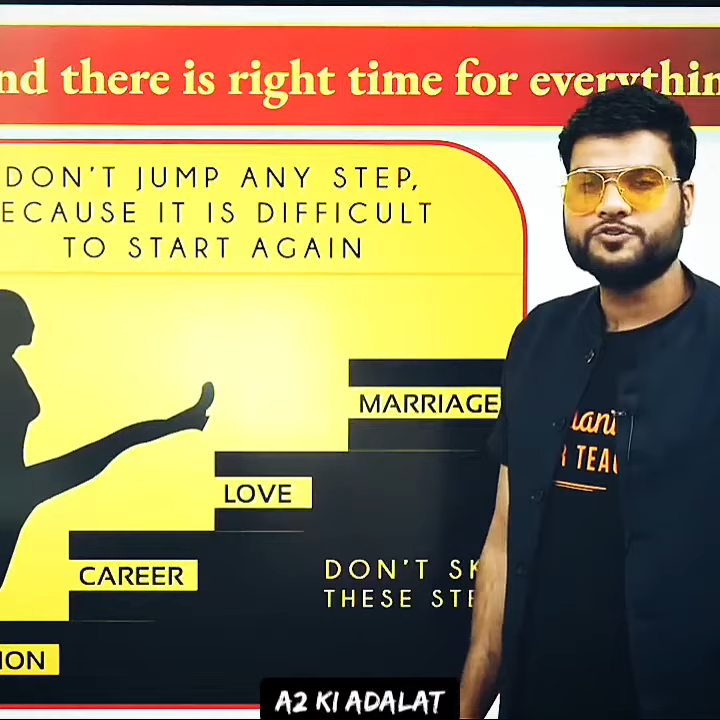 nd there is right time for everythin
DON'T JUMP ANY STEP,
ECAUSE IT IS DIFFICULT
TO START AGAIN
MARRIAGE
LOVE
CAREER
ION
DON'T SK
THESE STE
TEA
A2 KI ADALAT